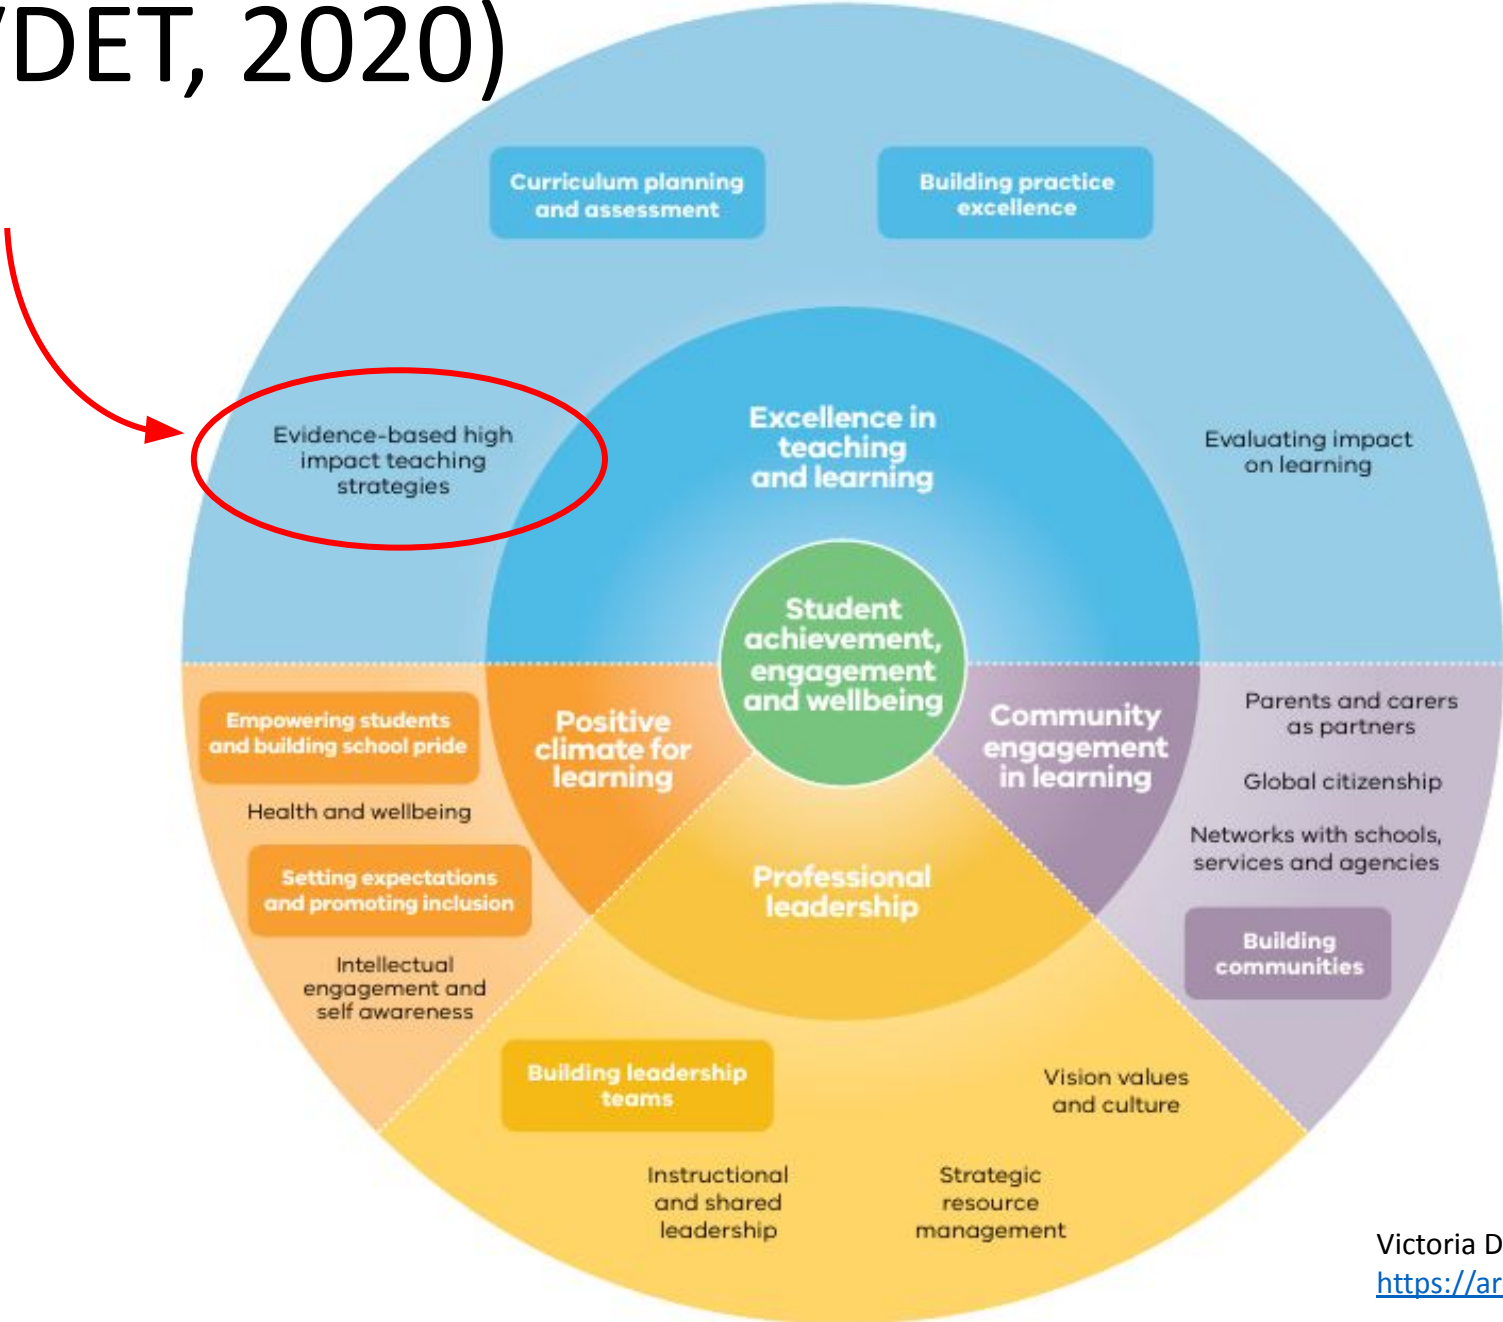 DET, 2020)
Curriculum planning
and assessment
Building practice
excellence
Evidence-based high
impact teaching
strategies
Excellence in
teaching
and learning
Evaluating impact
on learning
Student
achievement,
engagement
and wellbeing
Empowering students
and building school pride
Health and wellbeing
Setting expectations
and promoting inclusion
Intellectual
engagement and
self awareness
Positive
climate for
learning
Community
engagement
in learning
Parents and carers
as partners
Global citizenship
Networks with schools,
services and agencies
Building
communities
Professional
leadership
Building leadership
teams
Instructional
and shared
leadership
Strategic
resource
management
Vision values
and culture
Victoria D
https://ar